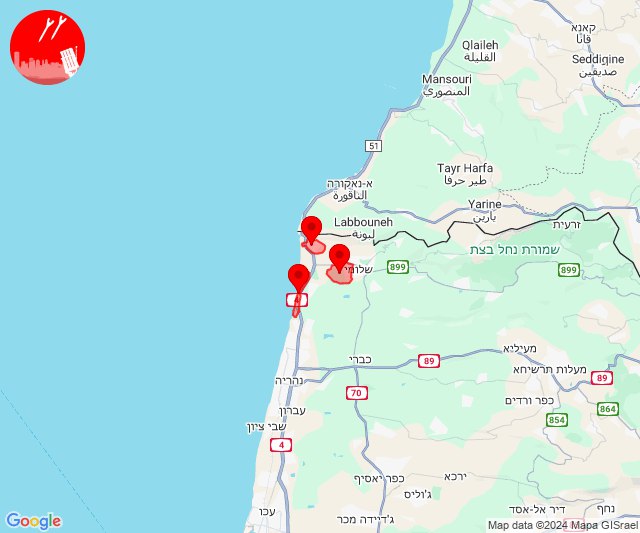 קאנא
قانا
Qlaileh
القليلة
Seddigine
صديقين
Mansouri
المنصوري
51
Tayr Harfa
طير حرفا
א-נאקורה
الناقورة
Yarine
يارين
Labbouneh
لبونة
זרעית
שמורת נחל בצת
שלומי
899
899
4
מעיליא
כברי
89
מעלות תרשיחא
89
נהריה
70
כפר ורדים
864
עברון
854
שבי ציון
4
ירכא
כפר יאסיף
ג'וליס
נחף
דיר אל-אסד
עכו
ג'דיידה מכר
Google
Map data ©2024 Mapa GISrael